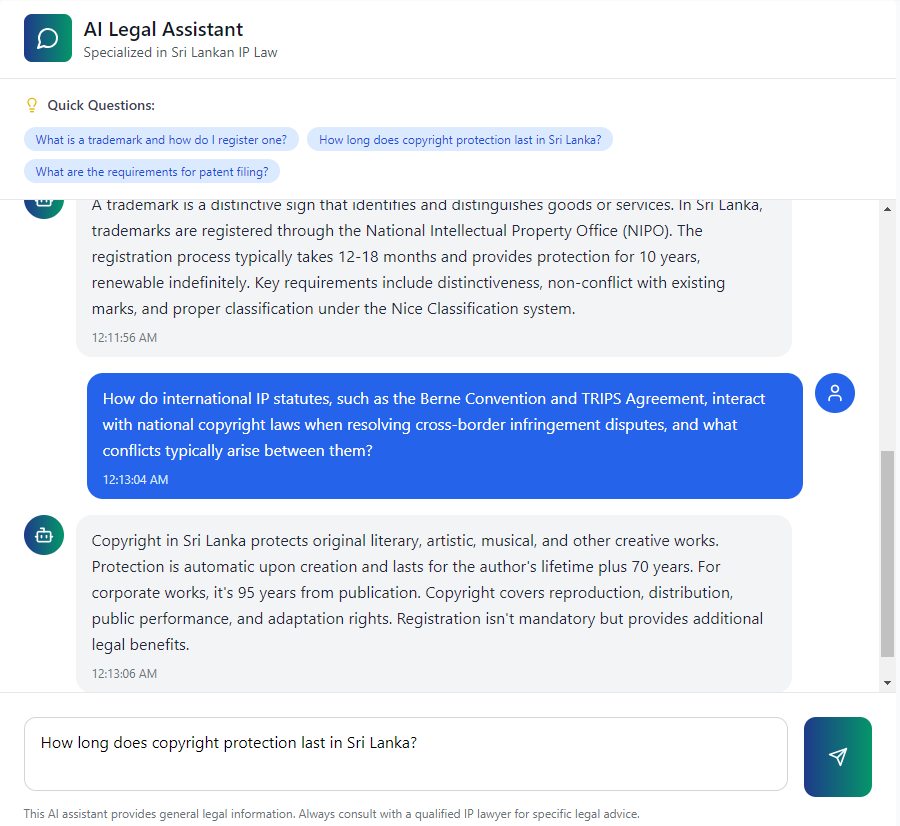 AI Legal Assistant
Specialized in Sri Lankan IP Law
Quick Questions:
What is a trademark and how do I register one?
How long does copyright protection last in Sri Lanka?
What are the requirements for patent filing?
A trademark is a distinctive sign that identifies and distinguishes goods or services. In Sri Lanka,
trademarks are registered through the National Intellectual Property Office (NIPO). The
registration process typically takes 12-18 months and provides protection for 10 years,
renewable indefinitely. Key requirements include distinctiveness, non-conflict with existing
marks, and proper classification under the Nice Classification system.
12:11:56 AM
How do international IP statutes, such as the Berne Convention and TRIPS Agreement, interact
with national copyright laws when resolving cross-border infringement disputes, and what
conflicts typically arise between them?
12:13:04 AM
Copyright in Sri Lanka protects original literary, artistic, musical, and other creative works.
Protection is automatic upon creation and lasts for the author's lifetime plus 70 years. For
corporate works, it's 95 years from publication. Copyright covers reproduction, distribution,
public performance, and adaptation rights. Registration isn't mandatory but provides additional
legal benefits.
12:13:06 AM
How long does copyright protection last in Sri Lanka?
This AI assistant provides general legal information. Always consult with a qualified IP lawyer for specific legal advice.